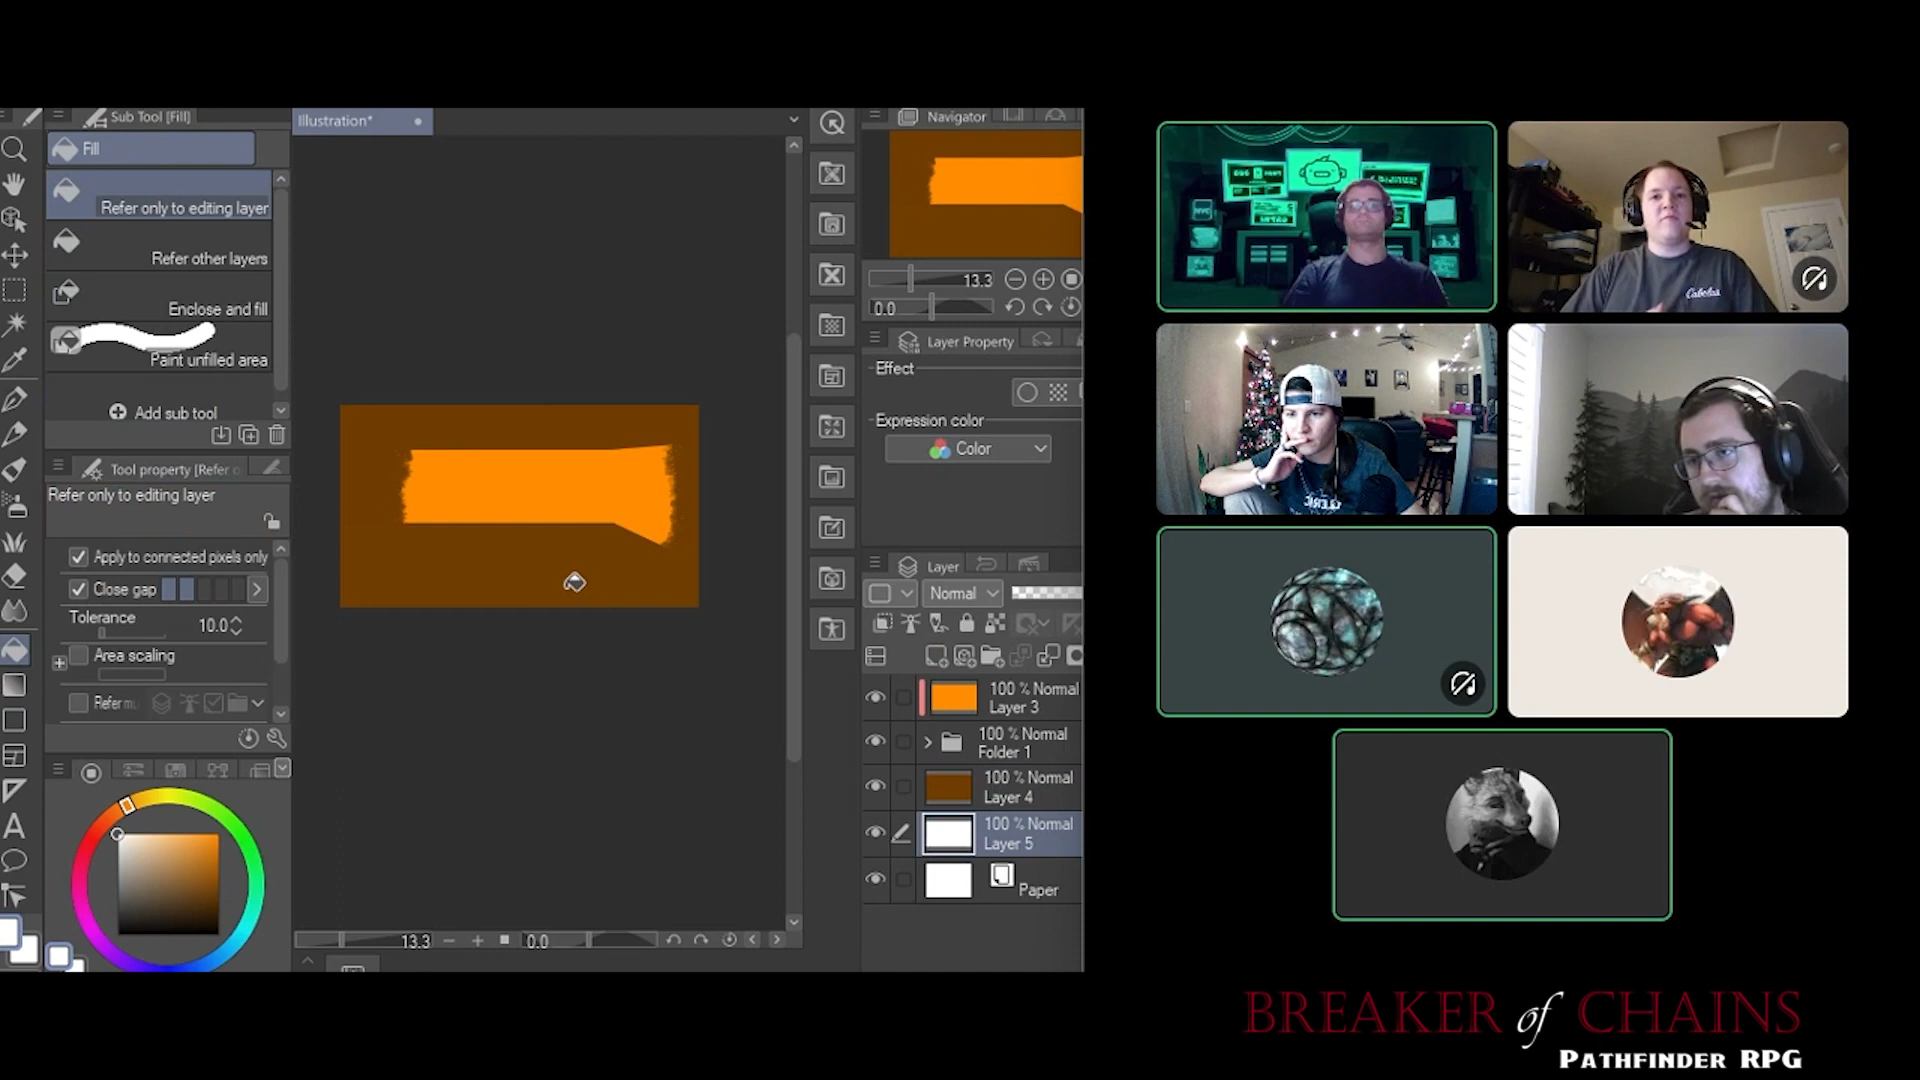 Sub Tool [Fill]
Fill
Refer only to editing layer
Refer other layers
Enclose and fill
Paint unfilled area
Add sub tool
Tool property [Refer o
Refer only to editing layer
Apply to connected pixels only
Close gap
Tolerance
10.0
Area scaling
Refer mu
Illustration*
13.3
0.0
Navigator
13.3
0.0
Layer Property
Effect
Expression color
Color
Layer
Normal
100 % Normal
Layer 3
100 % Normal
Folder 1
100 % Normal
Layer 4
100 % Normal
Layer 5
Paper
Cabela's
BREAKER of CHAINS
PATHFINDER RPG